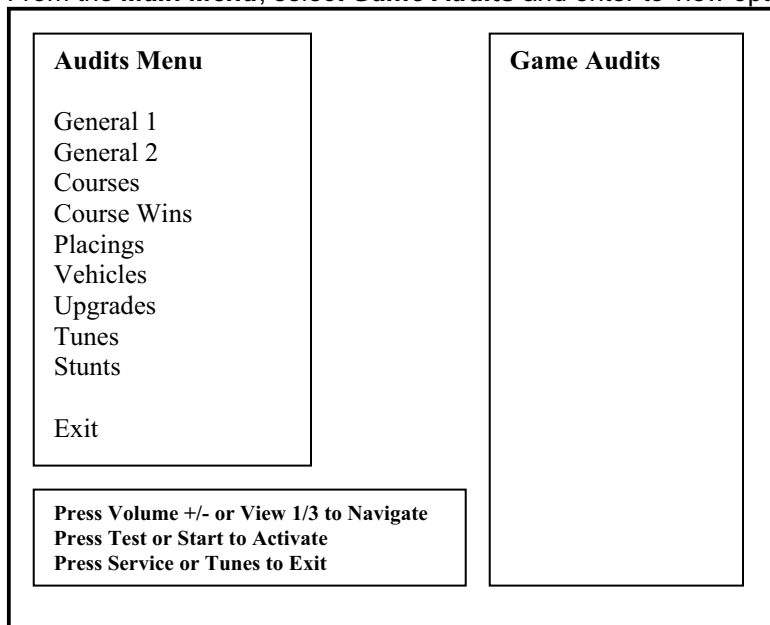 From the main menu, select Game Audits and enter to view opt
Audits Menu
General 1
General 2
Courses
Course Wins
Placings
Vehicles
Upgrades
Tunes
Stunts
Exit
Press Volume +/- or View 1/3 to Navigate
Press Test or Start to Activate
Press Service or Tunes to Exit
Game Audits